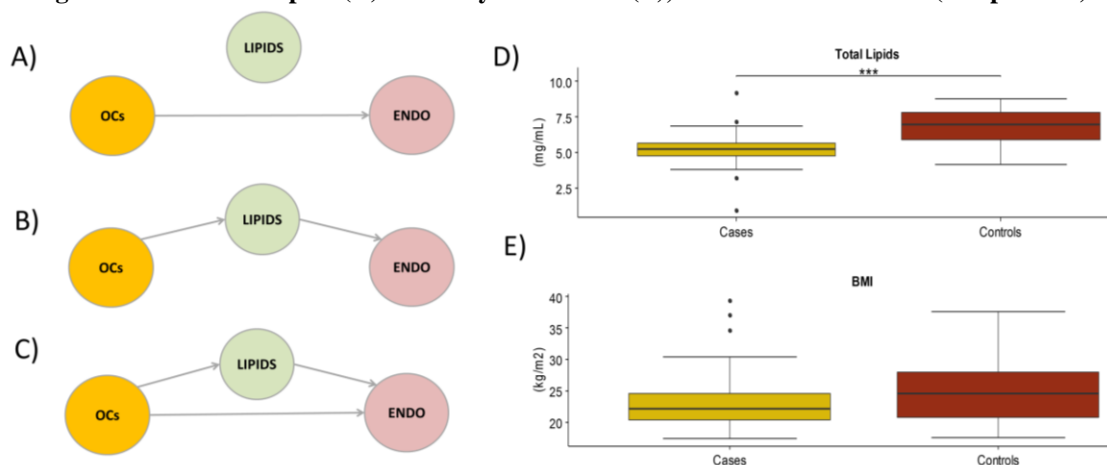 A)
LIPIDS
OCs
ENDO
B)
LIPIDS
OCs
ENDO
C)
LIPIDS
OCs
ENDO
D)
Total Lipids
***
10.0
7.5
5.0
2.5
(mg/mL)
Cases
Controls
E)
BMI
40
35
30
25
20
(kg/m2)
Cases
Controls